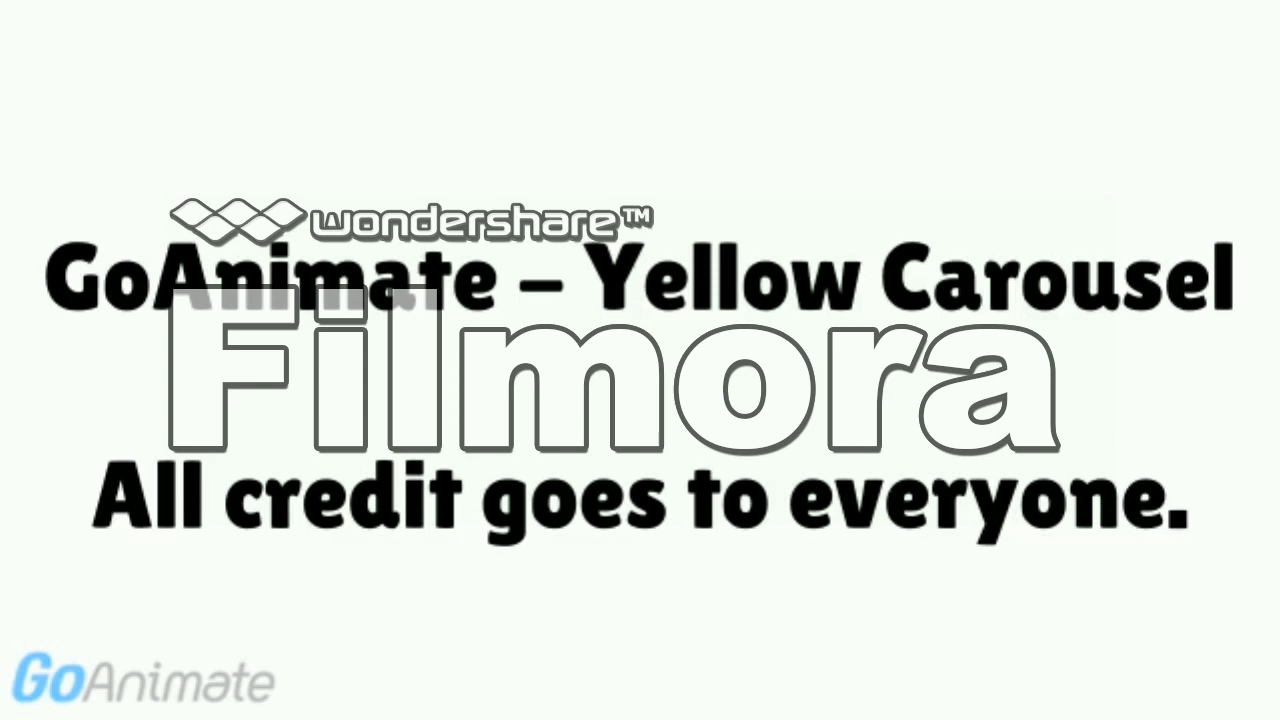 wondershare™
GoAnimate – Yellow Carousel
Filmora
All credit goes to everyone.
GoAnimate